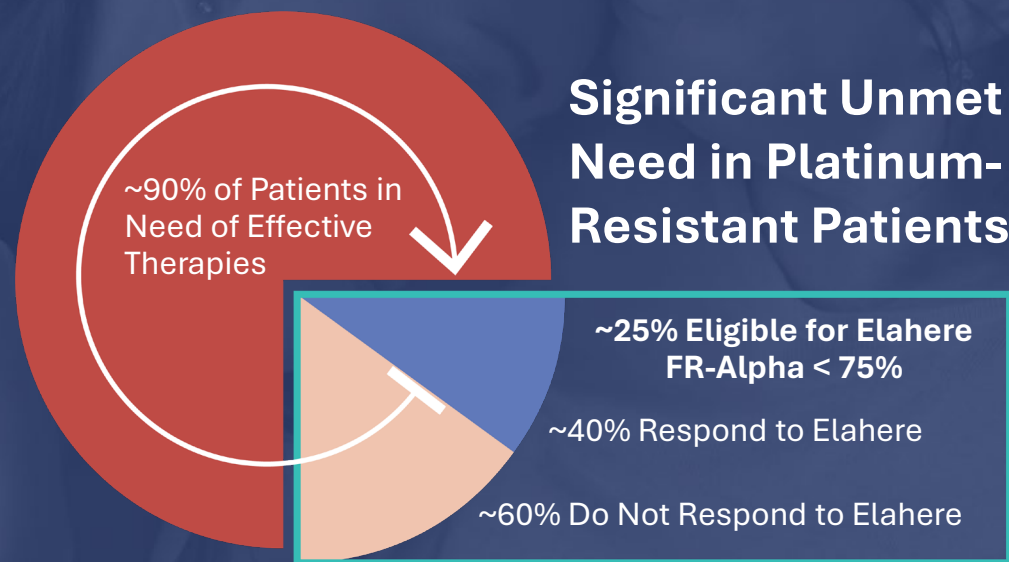 Significant Unmet
Need in Platinum-
Resistant Patients
~90% of Patients in
Need of Effective
Therapies
~25% Eligible for Elahere
FR-Alpha < 75%
~40% Respond to Elahere
~60% Do Not Respond to Elahere